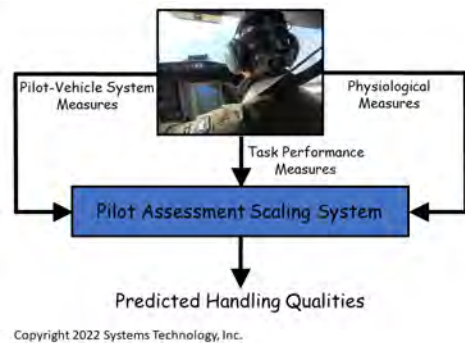 Pilot-Vehicle System
Measures
Physiological
Measures
Task Performance
Measures
Pilot Assessment Scaling System
Predicted Handling Qualities
Copyright 2022 Systems Technology, Inc.